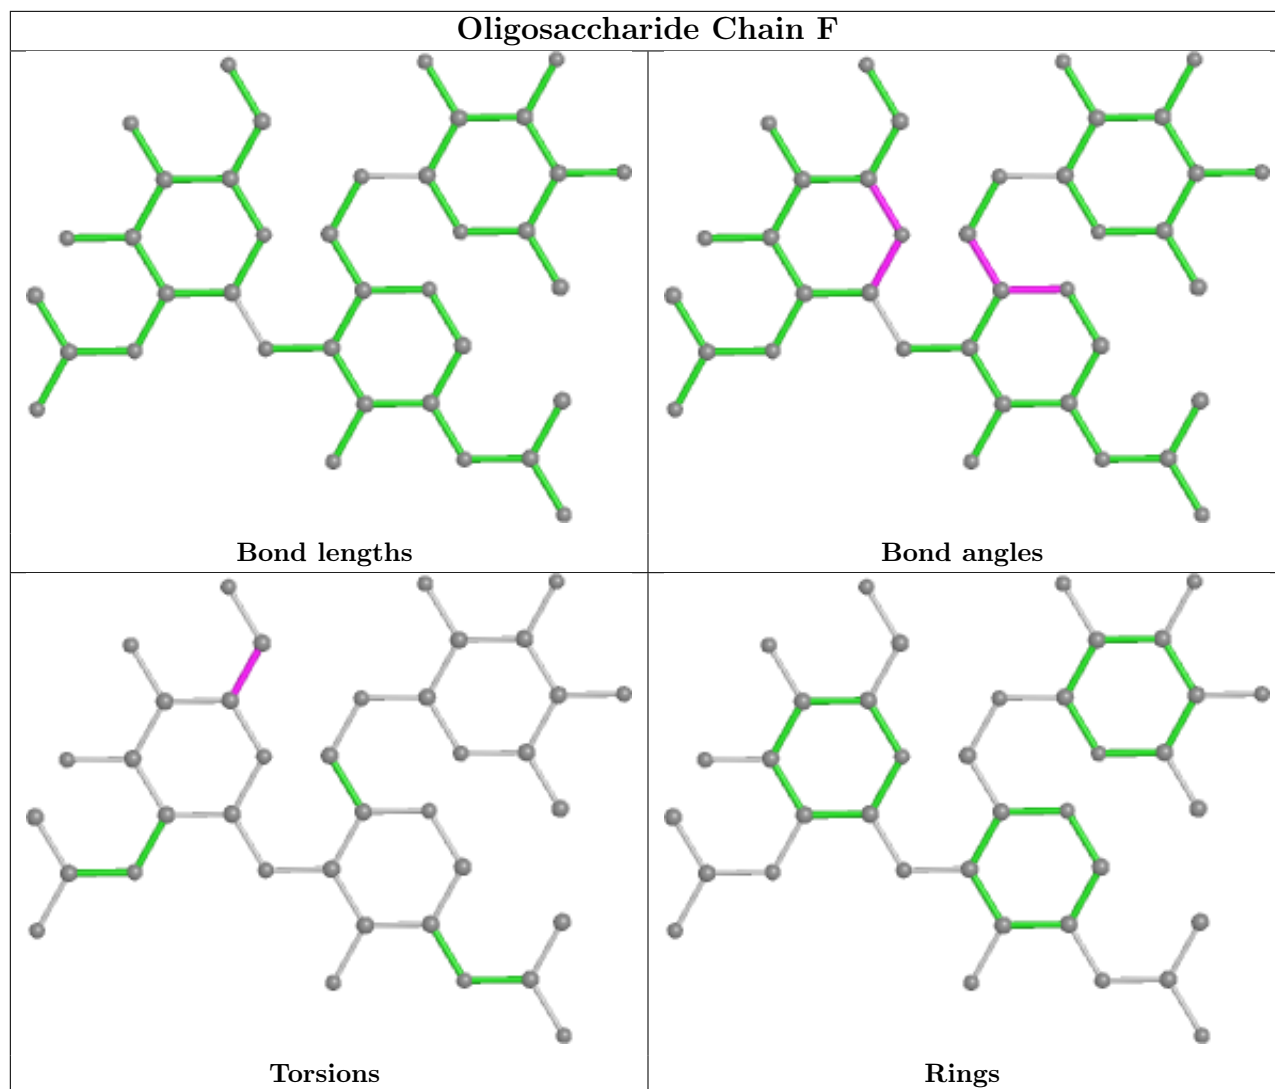 Oligosaccharide Chain F
Bond lengths
Bond angles
Torsions
Rings